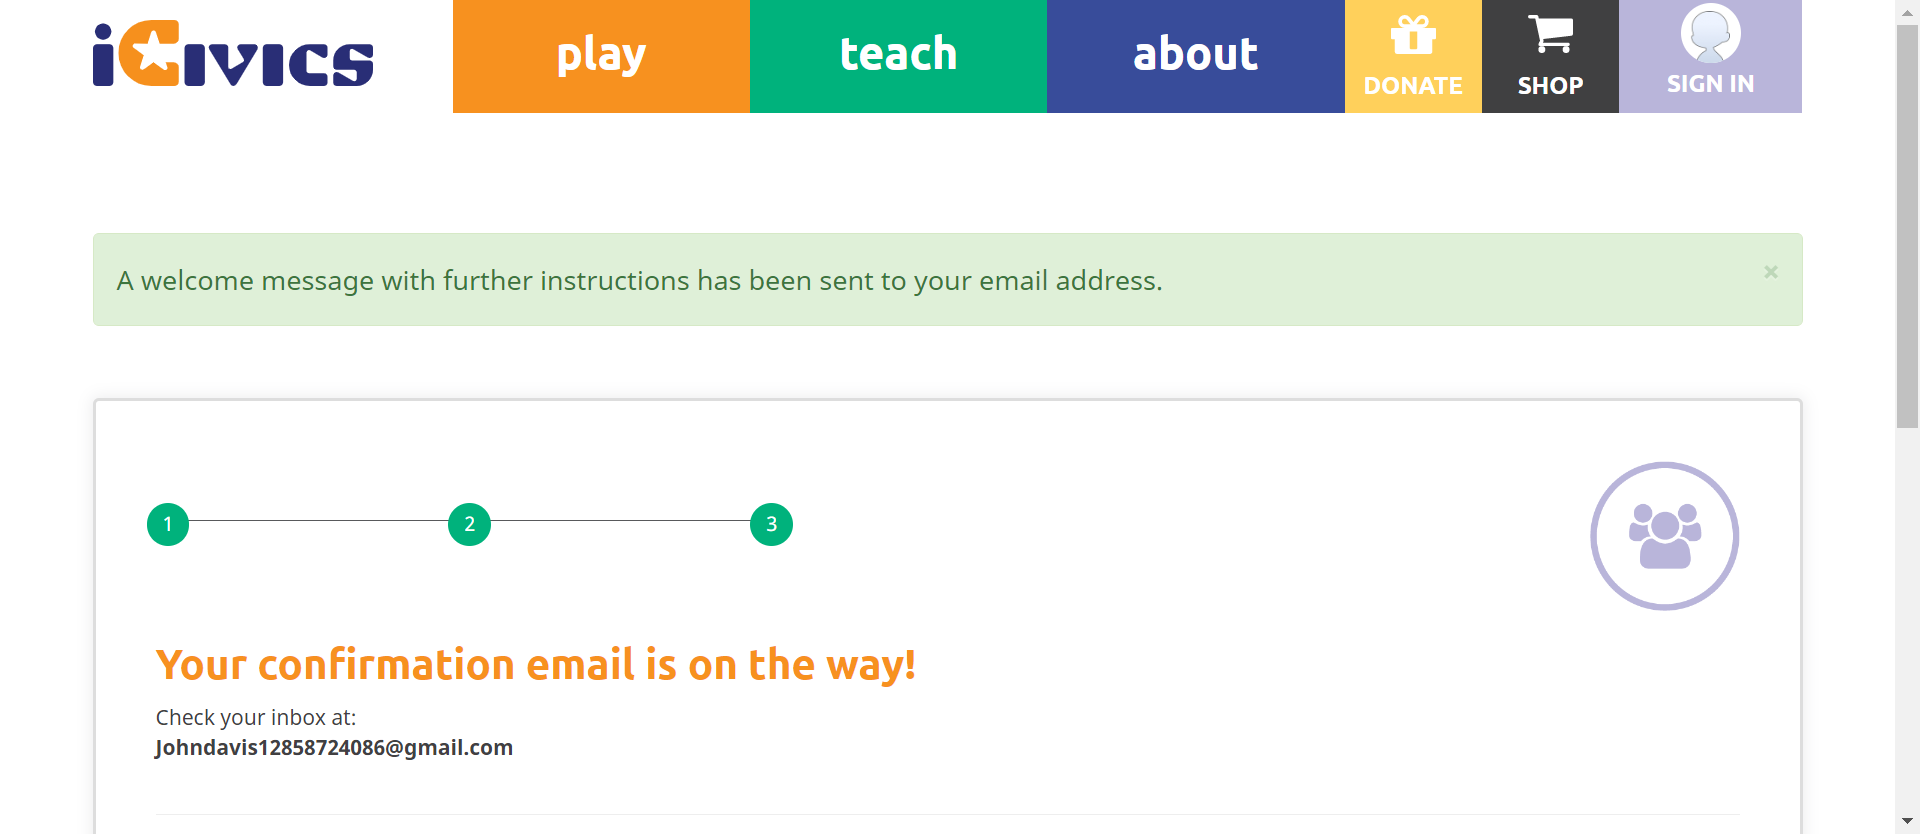 iCivics
play
teach
about
DONATE
SHOP
SIGN IN
A welcome message with further instructions has been sent to your email address.
×
1
2
3
Your confirmation email is on the way!
Check your inbox at:
Johndavis12858724086@gmail.com